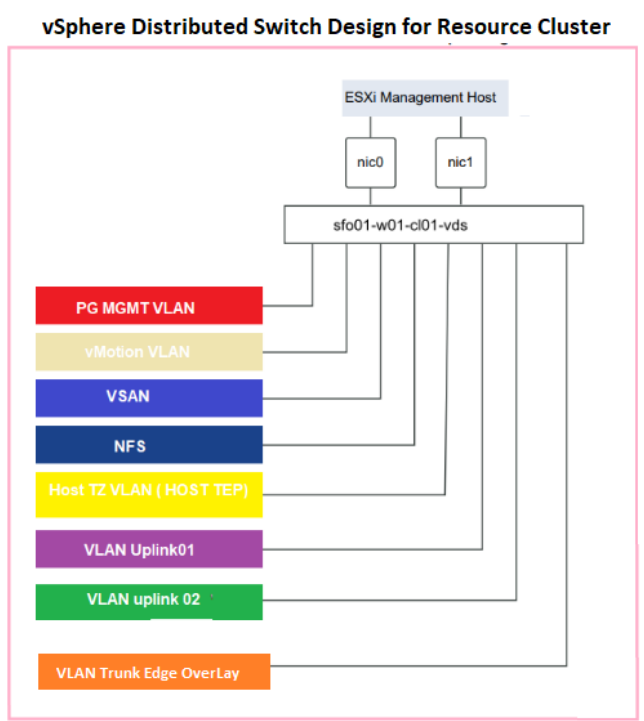 vSphere Distributed Switch Design for Resource Cluster
ESXi Management Host
nic0
nic1
sfo01-w01-cl01-vds
PG MGMT VLAN
vMotion VLAN
VSAN
NFS
Host TZ VLAN ( HOST TEP)
VLAN Uplink01
VLAN uplink 02
VLAN Trunk Edge OverLay